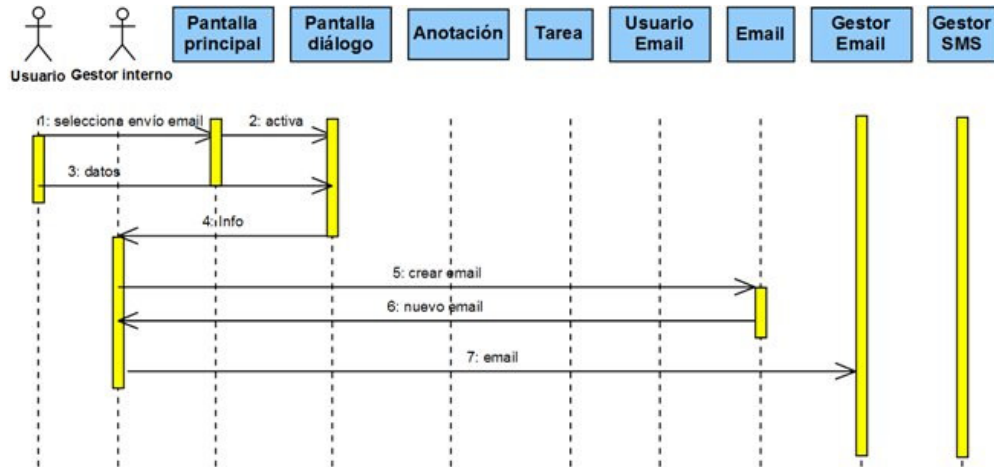 Usuario
Gestor interno
Pantalla
principal
Pantalla
diálogo
Anotación
Tarea
Usuario
Email
Email
Gestor
Email
Gestor
SMS
1: selecciona envío email
2: activa
3: datos
4: Info
5: crear email
6: nuevo email
7: email